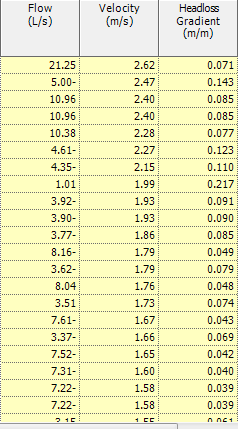 Flow Velocity Headloss
(L/s) (m/s) Gradient
(m/m)
21.25 2.62 0.071
5.00- 2.47 0.143
10.96 2.40 0.085
10.96 2.40 0.085
10.38 2.28 0.077
4.61- 2.27 0.123
4.35- 2.15 0.110
1.01 1.99 0.217
3.92- 1.93 0.091
3.90- 1.93 0.090
3.77- 1.86 0.085
8.16- 1.79 0.049
3.62- 1.79 0.079
8.04 1.76 0.048
3.51 1.73 0.074
7.61- 1.67 0.043
3.37- 1.66 0.069
7.52- 1.65 0.042
7.31- 1.60 0.040
7.22- 1.58 0.039
7.22- 1.58 0.039